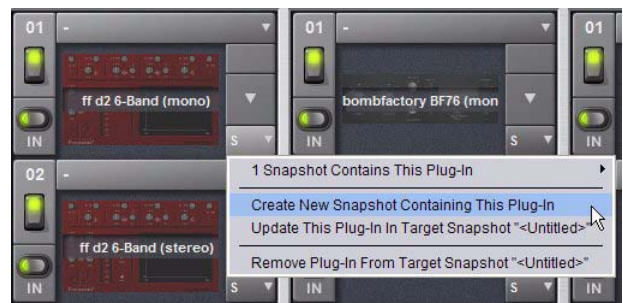 01 - 01 - 01
ff d2 6-Band (mono)
bombfactory BF76 (mon
IN S IN S IN
02 -
1 Snapshot Contains This Plug-In
Create New Snapshot Containing This Plug-In
Update This Plug-In In Target Snapshot "<Untitled>"
ff d2 6-Band (stereo)
Remove Plug-In From Target Snapshot "<Untitled>"
IN S IN S IN